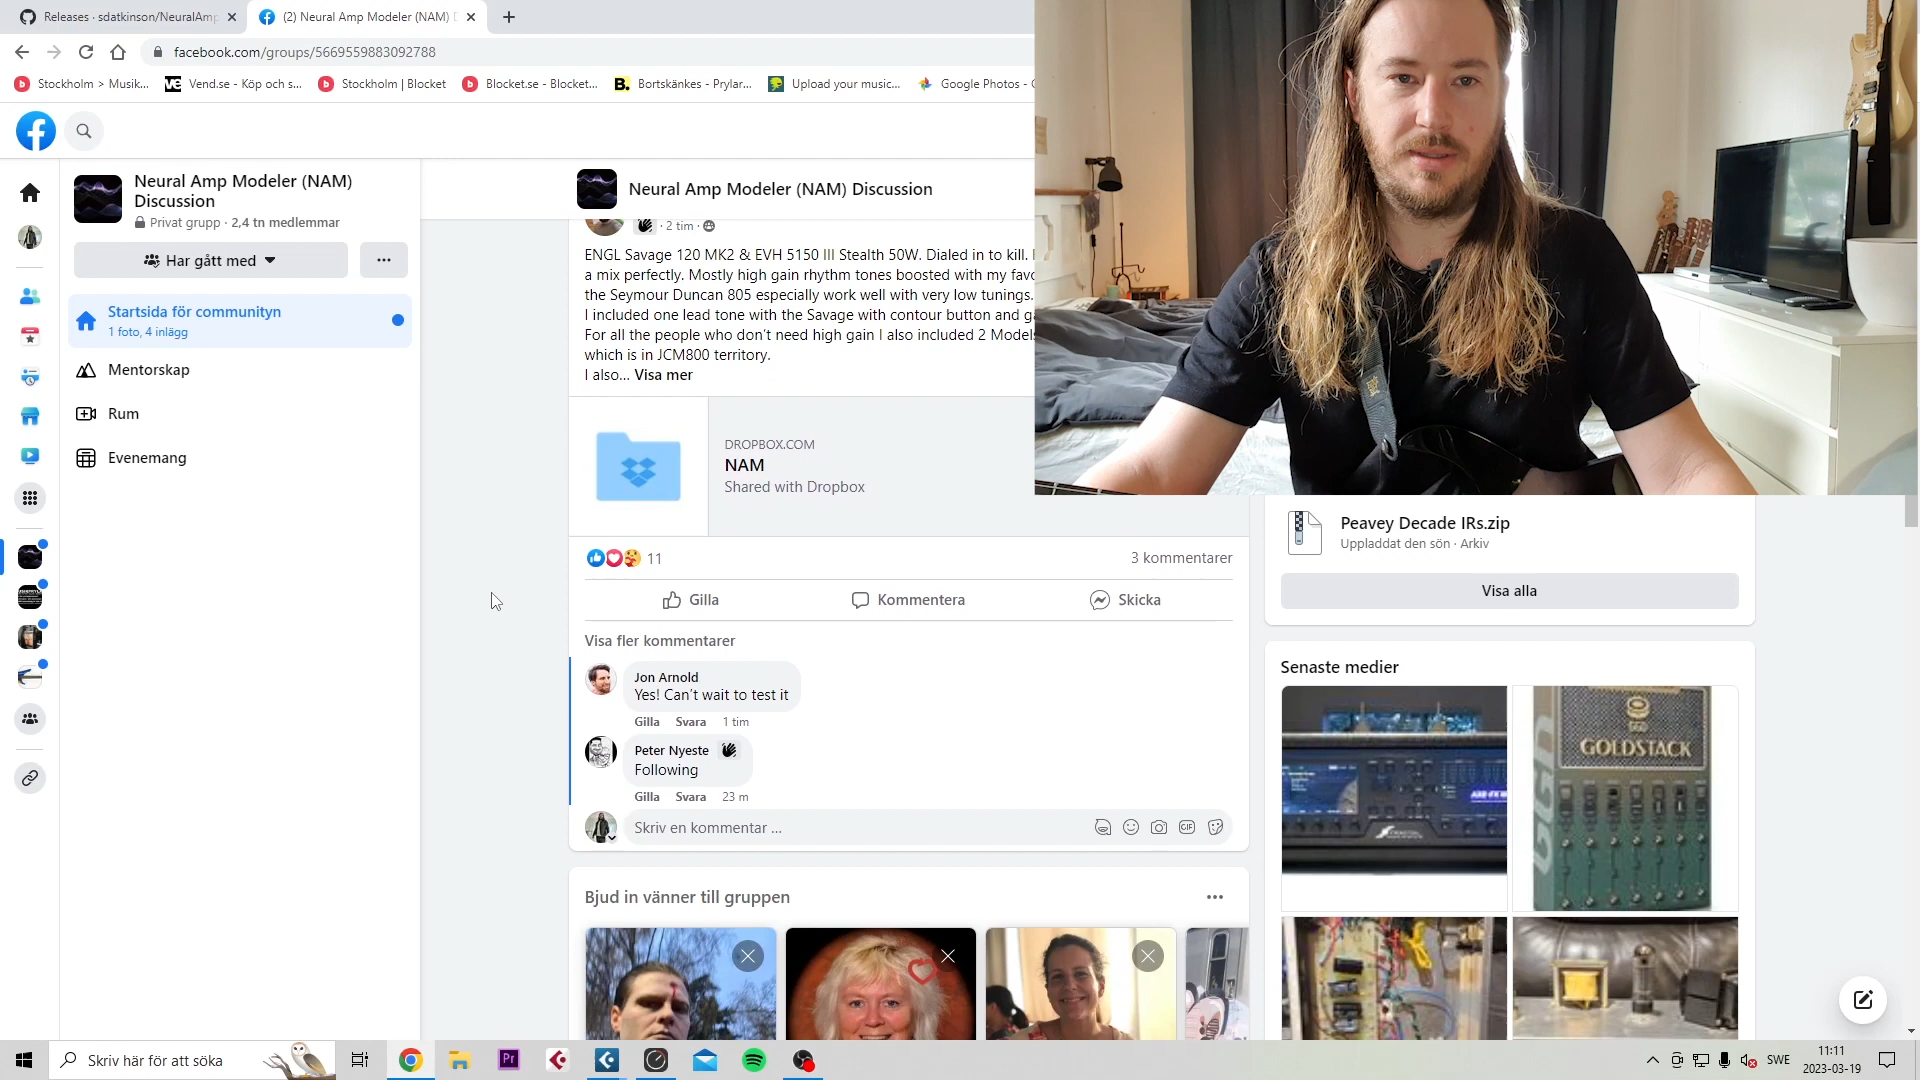 Releases · sdatkinson/NeuralAmp
(2) Neural Amp Modeler (NAM) D
facebook.com/groups/5669559883092788
Stockholm > Musik...
Vend.se - Köp och s...
Stockholm | Blocket
Blocket.se - Blocket...
Bortskänkes - Prylar...
Upload your music...
Google Photos - G
Neural Amp Modeler (NAM)
Discussion
Privat grupp · 2,4 tn medlemmar
Har gått med
Startsida för communityn
1 foto, 4 inlägg
Mentorskap
Rum
Evenemang
Neural Amp Modeler (NAM) Discussion
2 tim ·
ENGL Savage 120 MK2 & EVH 5150 III Stealth 50W. Dialed in to kill.
a mix perfectly. Mostly high gain rhythm tones boosted with my favo
the Seymour Duncan 805 especially work well with very low tunings.
I included one lead tone with the Savage with contour button and ga
For all the people who don't need high gain I also included 2 Models
which is in JCM800 territory.
I also... Visa mer
DROPBOX.COM
NAM
Shared with Dropbox
11
3 kommentarer
Gilla
Kommentera
Skicka
Visa fler kommentarer
Jon Arnold
Yes! Can't wait to test it
Gilla Svara 1 tim
Peter Nyeste
Following
Gilla Svara 23 m
Skriv en kommentar ...
GIF
Bjud in vänner till gruppen
Peavey Decade IRs.zip
Uppladdat den sön · Arkiv
Visa alla
Senaste medier
GOLDSTACK
Skriv här för att söka
Pr
SWE
11:11
2023-03-19